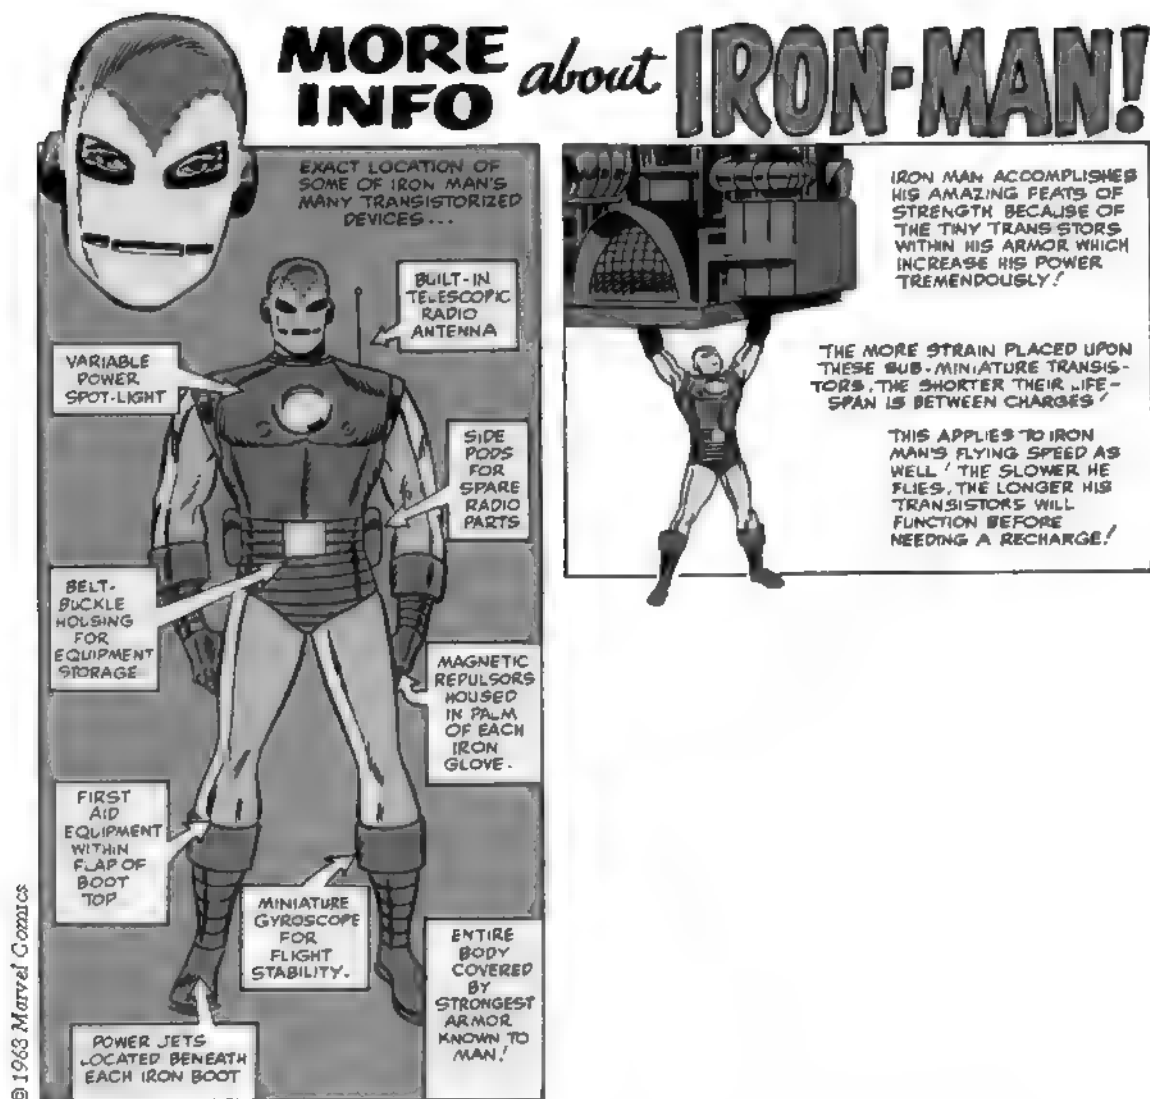 MORE
INFO
about IRON-MAN!
EXACT LOCATION OF
SOME OF IRON MAN'S
MANY TRANSISTORIZED
DEVICES...
BUILT-IN
TELESCOPIC
RADIO
ANTENNA
VARIABLE
POWER
SPOT-LIGHT
SIDE
PODS
FOR
SPARE
RADIO
PARTS
BELT-
BUCKLE
HOUSING
FOR
EQUIPMENT
STORAGE
MAGNETIC
REPULSORS
HOUSED
IN PALM
OF EACH
IRON
GLOVE.
FIRST
AID
EQUIPMENT
WITHIN
FLAP OF
BOOT
TOP
MINIATURE
GYROSCOPE
FOR
FLIGHT
STABILITY.
ENTIRE
BODY
COVERED
BY
STRONGEST
ARMOR
KNOWN TO
MAN!
POWER JETS
LOCATED BENEATH
EACH IRON BOOT
IRON MAN ACCOMPLISHES
HIS AMAZING FEATS OF
STRENGTH BECAUSE OF
THE TINY TRANSISTORS
WITHIN HIS ARMOR WHICH
INCREASE HIS POWER
TREMENDOUSLY!
THE MORE STRAIN PLACED UPON
THESE SUB-MINIATURE TRANSIS-
TORS, THE SHORTER THEIR LIFE-
SPAN IS BETWEEN CHARGES!
THIS APPLIES TO IRON
MAN'S FLYING SPEED AS
WELL! THE SLOWER HE
FLIES, THE LONGER HIS
TRANSISTORS WILL
FUNCTION BEFORE
NEEDING A RECHARGE!
© 1963 Marvel Comics